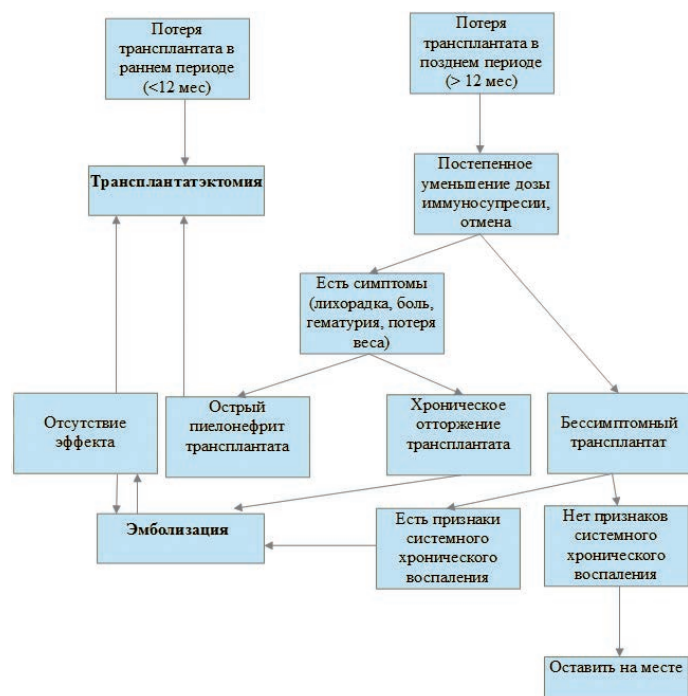 Потеря
трансплантата в
раннем периоде
(<12 мес)
Потеря
трансплантата в
позднем периоде
(> 12 мес)
Трансплантатэктомия
Постепенное
уменьшение дозы
иммуносупресии,
отмена
Есть симптомы
(лихорадка, боль,
гематурия, потеря
веса)
Отсутствие
эффекта
Острый
пиелонефрит
трансплантата
Хроническое
отторжение
трансплантата
Бессимптомный
трансплантат
Эмболизация
Есть признаки
системного
хронического
воспаления
Нет признаков
системного
хронического
воспаления
Оставить на месте